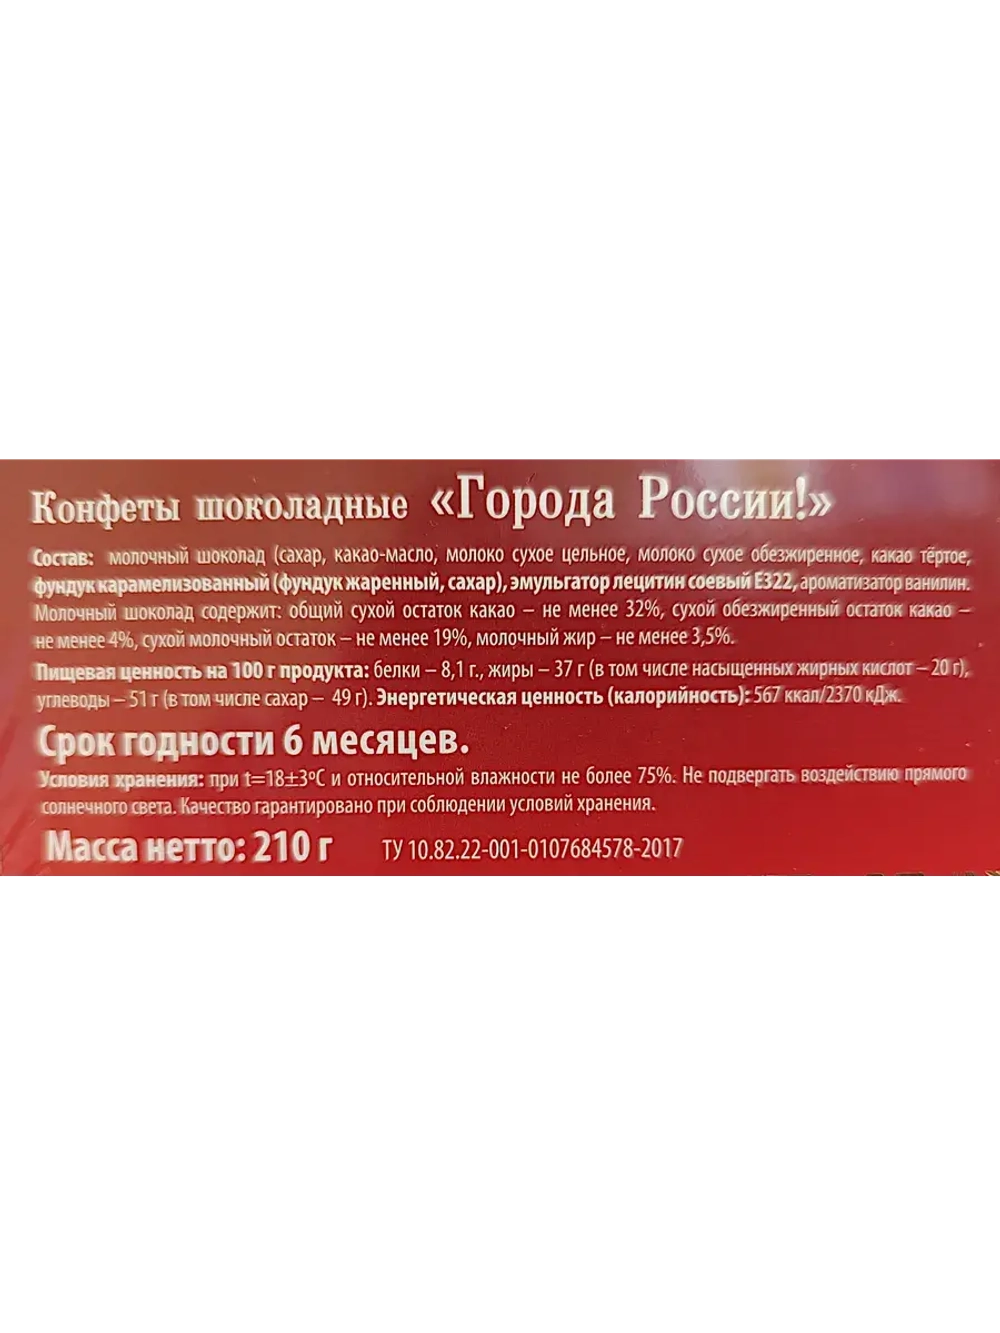 Конфеты шоколадные «Города России!»
Состав: молочный шоколад (сахар, какао-масло, молоко сухое цельное, молоко сухое обезжиренное, какао тёртое,
фундук карамелизованный (фундук жаренный, сахар), эмульгатор лецитин соевый Е322, ароматизатор ванилин.
Молочный шоколад содержит: общий сухой остаток какао – не менее 32%, сухой обезжиренный остаток какао –
не менее 4%, сухой молочный остаток – не менее 19%, молочный жир – не менее 3,5%.
Пищевая ценность на 100 г продукта: белки – 8,1 г., жиры – 37 г (в том числе насыщенных жирных кислот – 20 г),
углеводы – 51 г (в том числе сахар – 49 г). Энергетическая ценность (калорийность): 567 ккал/2370 кДж.
Срок годности 6 месяцев.
Условия хранения: при t=18±3ºС и относительной влажности не более 75%. Не подвергать воздействию прямого
солнечного света. Качество гарантировано при соблюдении условий хранения.
Масса нетто: 210 г ТУ 10.82.22-001-0107684578-2017